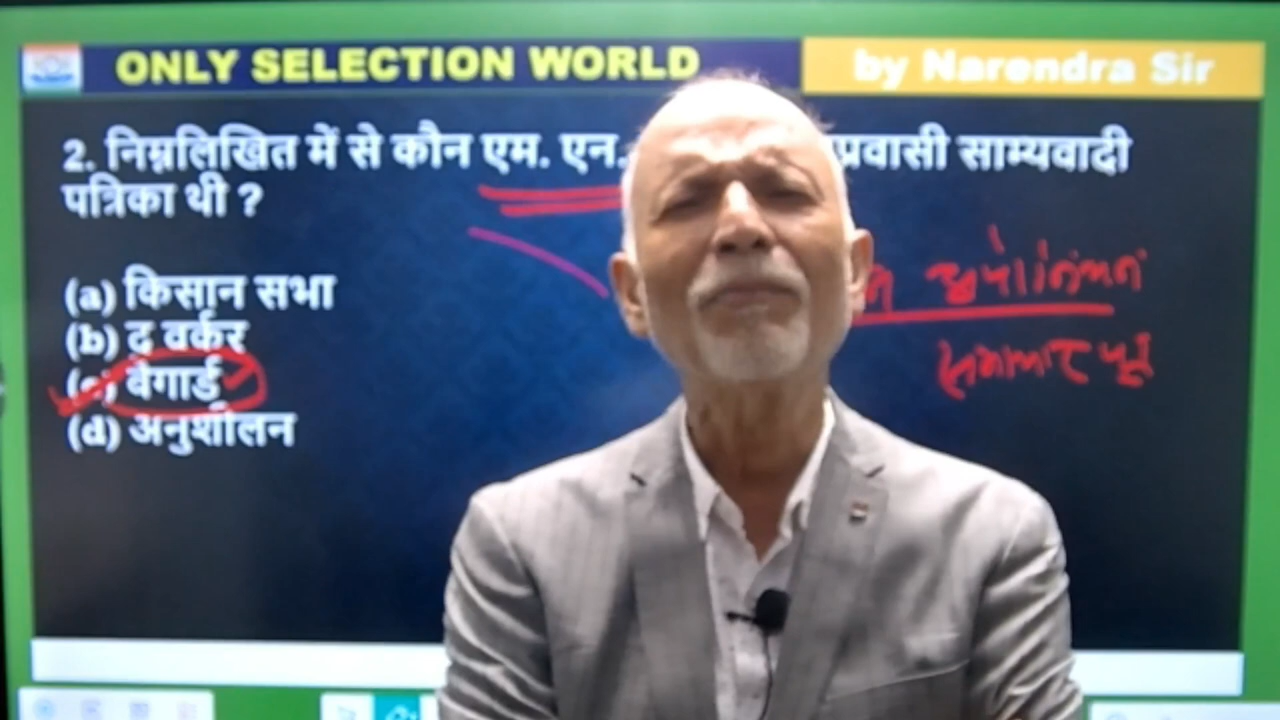 ONLY SELECTION WORLD
by Narendra Sir
2. निम्नलिखित में से कौन एम. एन. प्रवासी साम्यवादी
पत्रिका थी ?
(a) किसान सभा
(b) द वर्कर
(c) वैगार्ड
(d) अनुशीलन